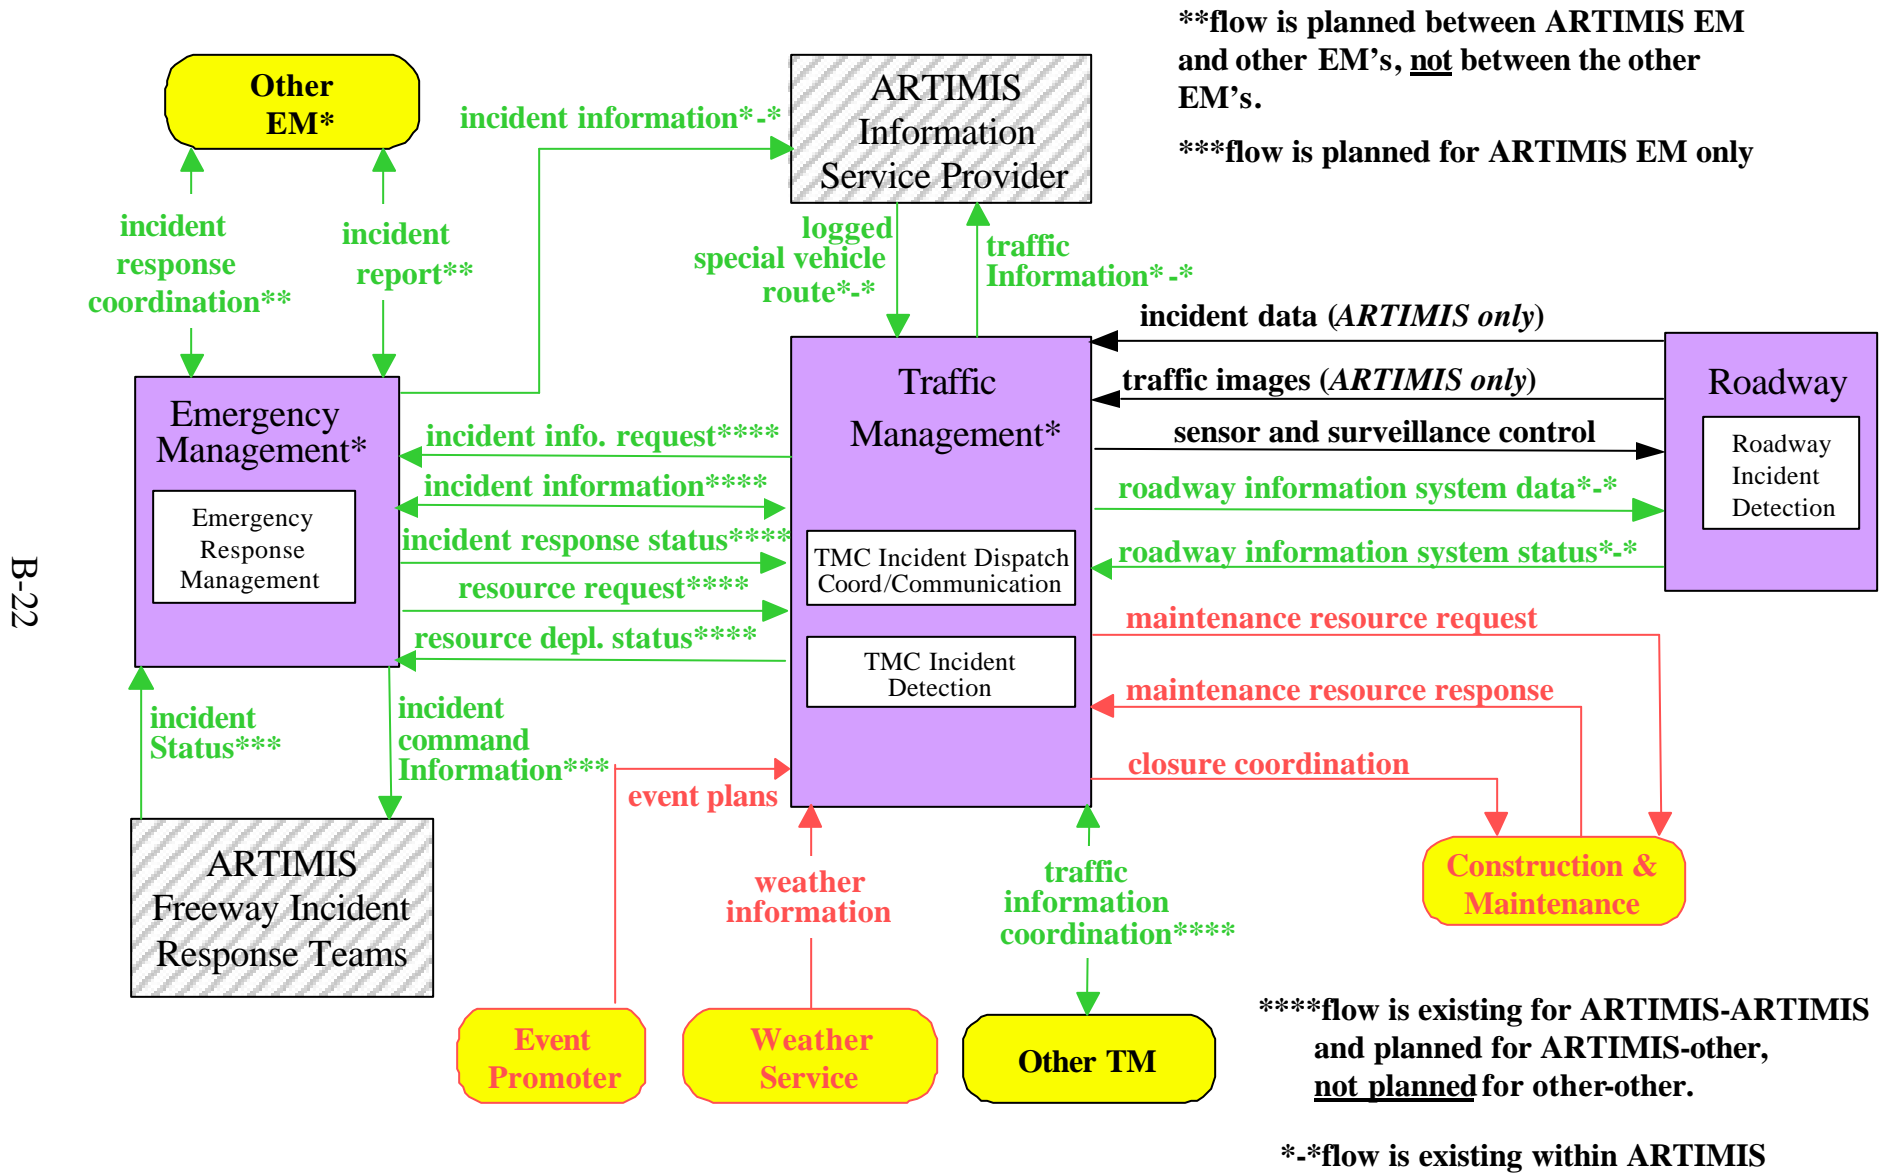 **flow is planned between ARTIMIS EM
and other EM's, not between the other
EM's.
***flow is planned for ARTIMIS EM only
Other
EM*
incident information*-*
ARTIMIS
Information
Service Provider
incident
response
coordination**
incident
report**
logged
special vehicle
route*-*
traffic
Information*-*
incident data (ARTIMIS only)
traffic images (ARTIMIS only)
sensor and surveillance control
roadway information system data*-*
roadway information system status*-*
Roadway
Roadway
Incident
Detection
Emergency
Management*
Emergency
Response
Management
incident info. request****
incident information****
incident response status****
resource request****
resource depl. status****
Traffic
Management*
TMC Incident Dispatch
Coord/Communication
TMC Incident
Detection
maintenance resource request
maintenance resource response
closure coordination
incident
Status***
incident
command
Information***
event plans
weather
information
traffic
information
coordination****
Construction &
Maintenance
ARTIMIS
Freeway Incident
Response Teams
Event
Promoter
Weather
Service
Other TM
****flow is existing for ARTIMIS-ARTIMIS
and planned for ARTIMIS-other,
not planned for other-other.
*-*flow is existing within ARTIMIS
B-22